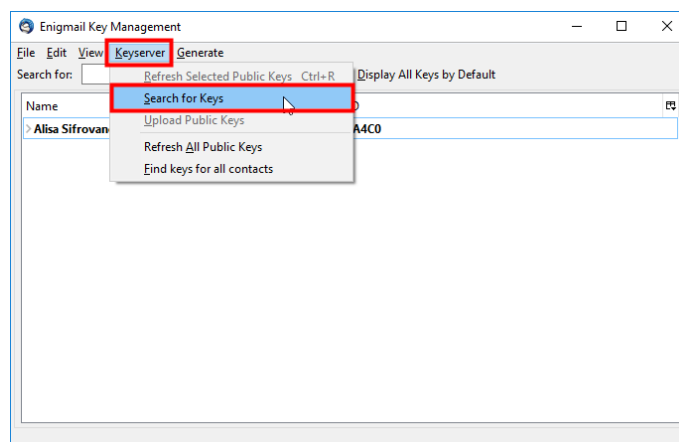 Enigmail Key Management
File Edit View Keyserver Generate
Search for: Display All Keys by Default
Refresh Selected Public Keys Ctrl+R
Search for Keys
Upload Public Keys
Refresh All Public Keys
Find keys for all contacts
Name
Alisa Sifrovan A4C0